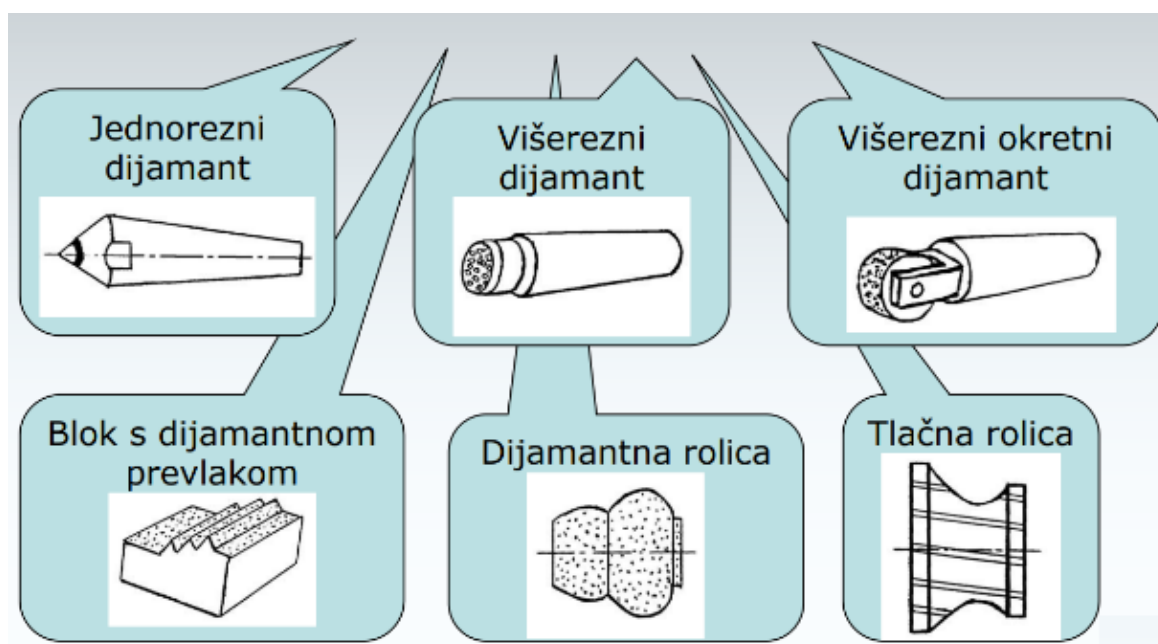 Jednorezni
dijamant
Višerezni
dijamant
Višerezni okretni
dijamant
Blok s dijamantnom
prevlakom
Dijamantna rolica
Tlačna rolica